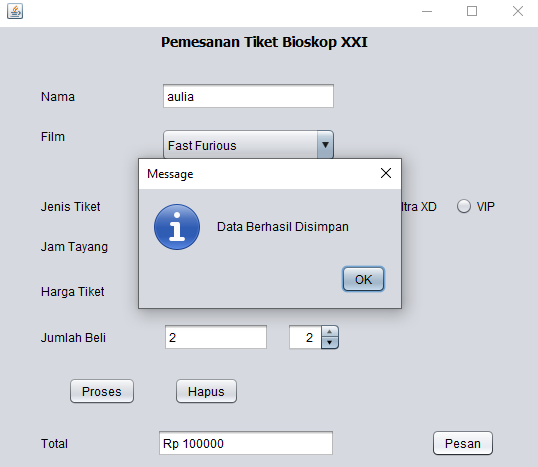 Pemesanan Tiket Bioskop XXI
Nama aulia
Film Fast Furious
Message
Data Berhasil Disimpan
OK
Jenis Tiket XD VIP
Jam Tayang
Harga Tiket
Jumlah Beli 2 2
Proses Hapus
Total Rp 100000 Pesan